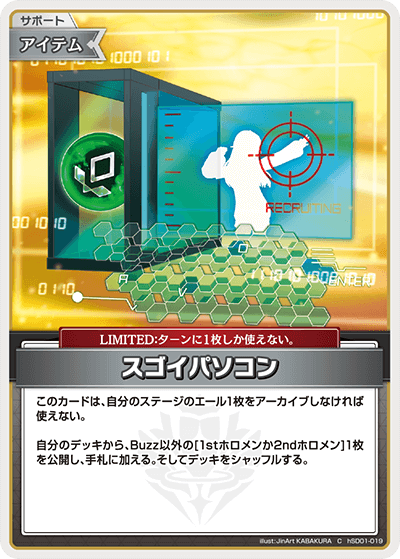 サポート
アイテム
RECRUITING
001010
A
D
ENTER
0110
LIMITED:ターンに1枚しか使えない。
スゴイパソコン
このカードは、自分のステージのエール1枚をアーカイブしなければ
使えない。
自分のデッキから、Buzz以外の[1stホロメンか2ndホロメン]1枚
を公開し、手札に加える。そしてデッキをシャッフルする。
illust:JinArt KABAKURA C hSD01-019